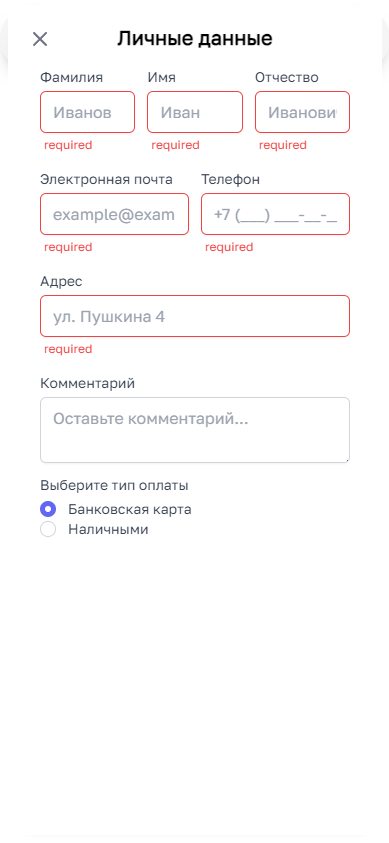 Личные данные
Фамилия Имя Отчество
Иванов Иван Иванови
required required required
Электронная почта Телефон
example@exam +7 (___) ___-__-_
required required
Адрес
ул. Пушкина 4
required
Комментарий
Оставьте комментарий...
Выберите тип оплаты
Банковская карта
Наличными